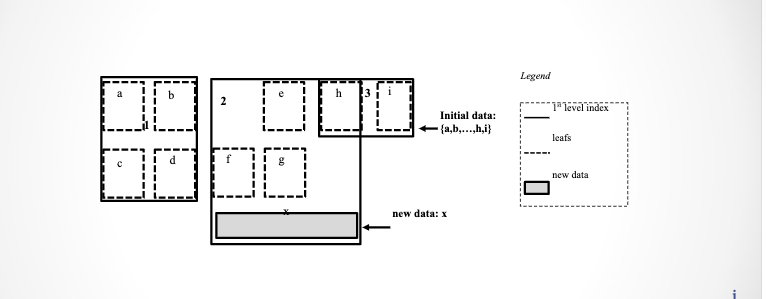 Legend
a
b
2
e
h
3
i
1st level index
Initial data:
{a,b,...,h,i}
1
leafs
c
d
f
g
new data
x
new data: x
i